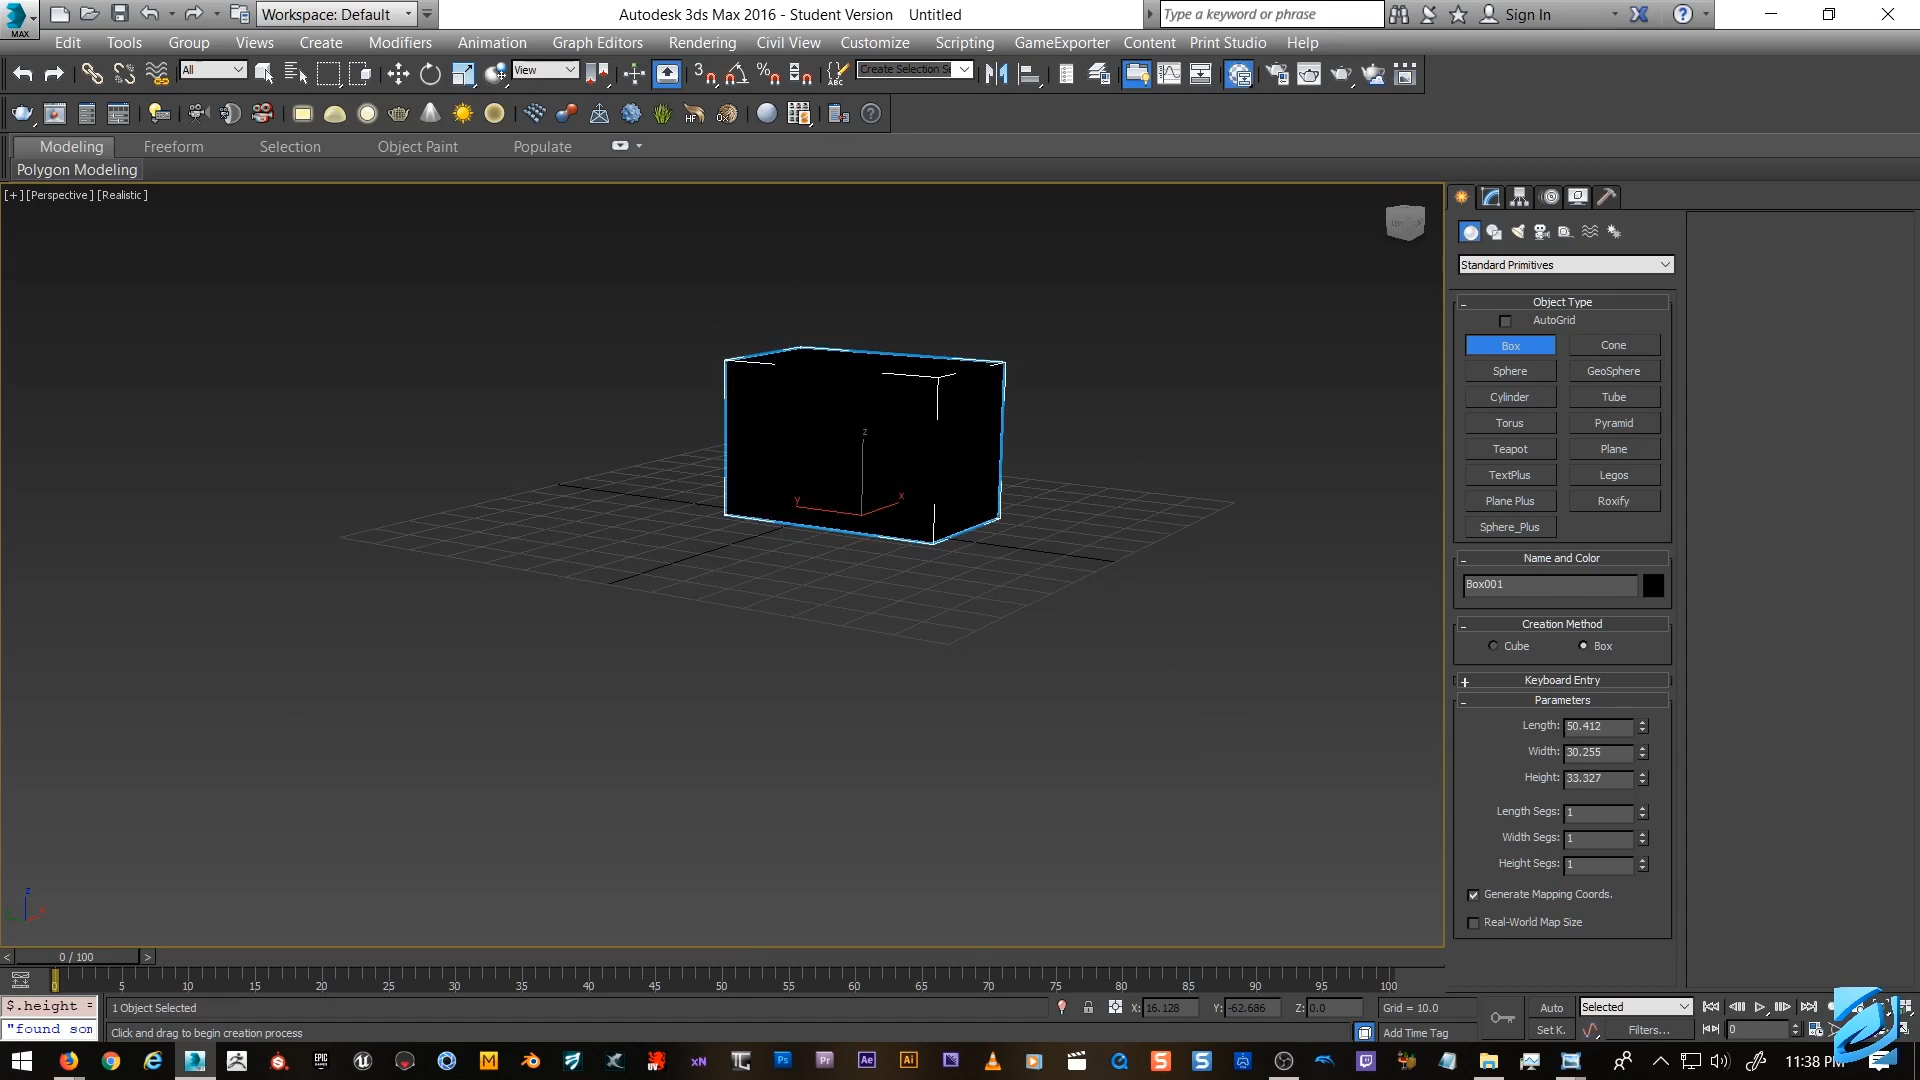 Workspace: Default
Autodesk 3ds Max 2016 - Student Version Untitled
Type a keyword or phrase
Sign In
MAX
Edit Tools Group Views Create Modifiers Animation Graph Editors Rendering Civil View Customize Scripting GameExporter Content Print Studio Help
All
View
3
ABC
Create Selection Se
HF
Modeling Freeform Selection Object Paint Populate
Polygon Modeling
[+] [Perspective ] [Realistic ]
Standard Primitives
Object Type
AutoGrid
Box Cone
Sphere GeoSphere
Cylinder Tube
Torus Pyramid
Teapot Plane
TextPlus Legos
Plane Plus Roxify
Sphere_Plus
Name and Color
Box001
Creation Method
Cube Box
Keyboard Entry
Parameters
Length: 50.412
Width: 30.255
Height: 33.327
Length Segs: 1
Width Segs: 1
Height Segs: 1
Generate Mapping Coords.
Real-World Map Size
z
y
x
z
< 0 / 100 >
0 5 10 15 20 25 30 35 40 45 50 55 60 65 70 75 80 85 90 95 100
$.height =
1 Object Selected
X: 16.128 Y: -62.686 Z: 0.0
Grid = 10.0
Auto Selected
"found son
Click and drag to begin creation process
Add Time Tag
Set K. Filters... 0
11:38 PM